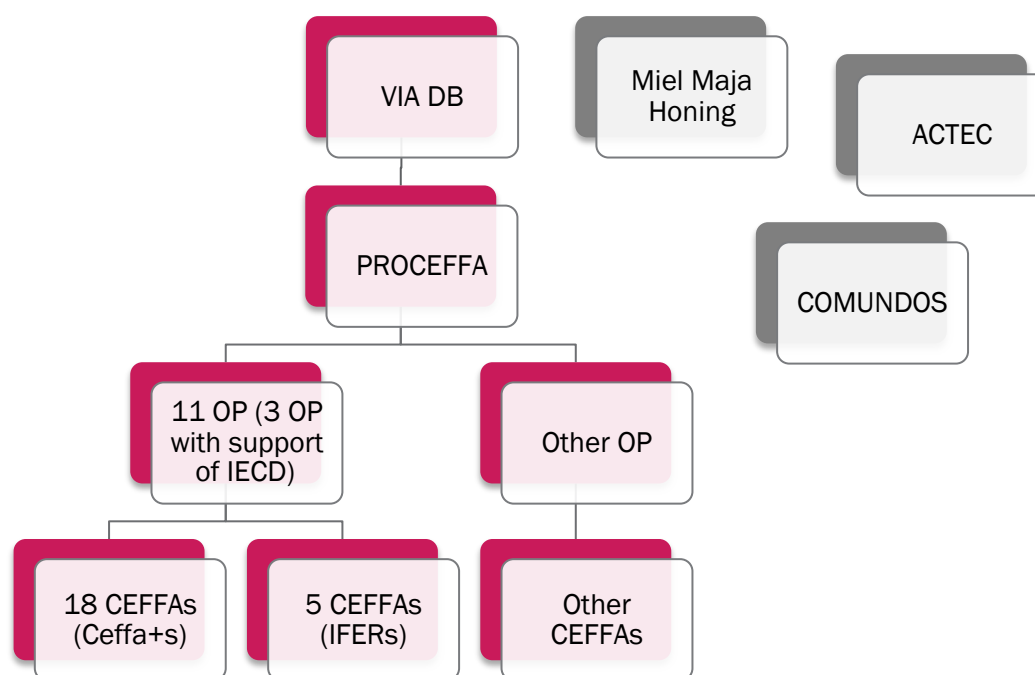 VIA DB
Miel Maja
Honing
ACTEC
PROCEFFA
COMUNDOS
11 OP (3 OP
with support
of IECD)
Other OP
18 CEFFAs
(Ceffa+s)
5 CEFFAs
(IFERs)
Other
CEFFAs